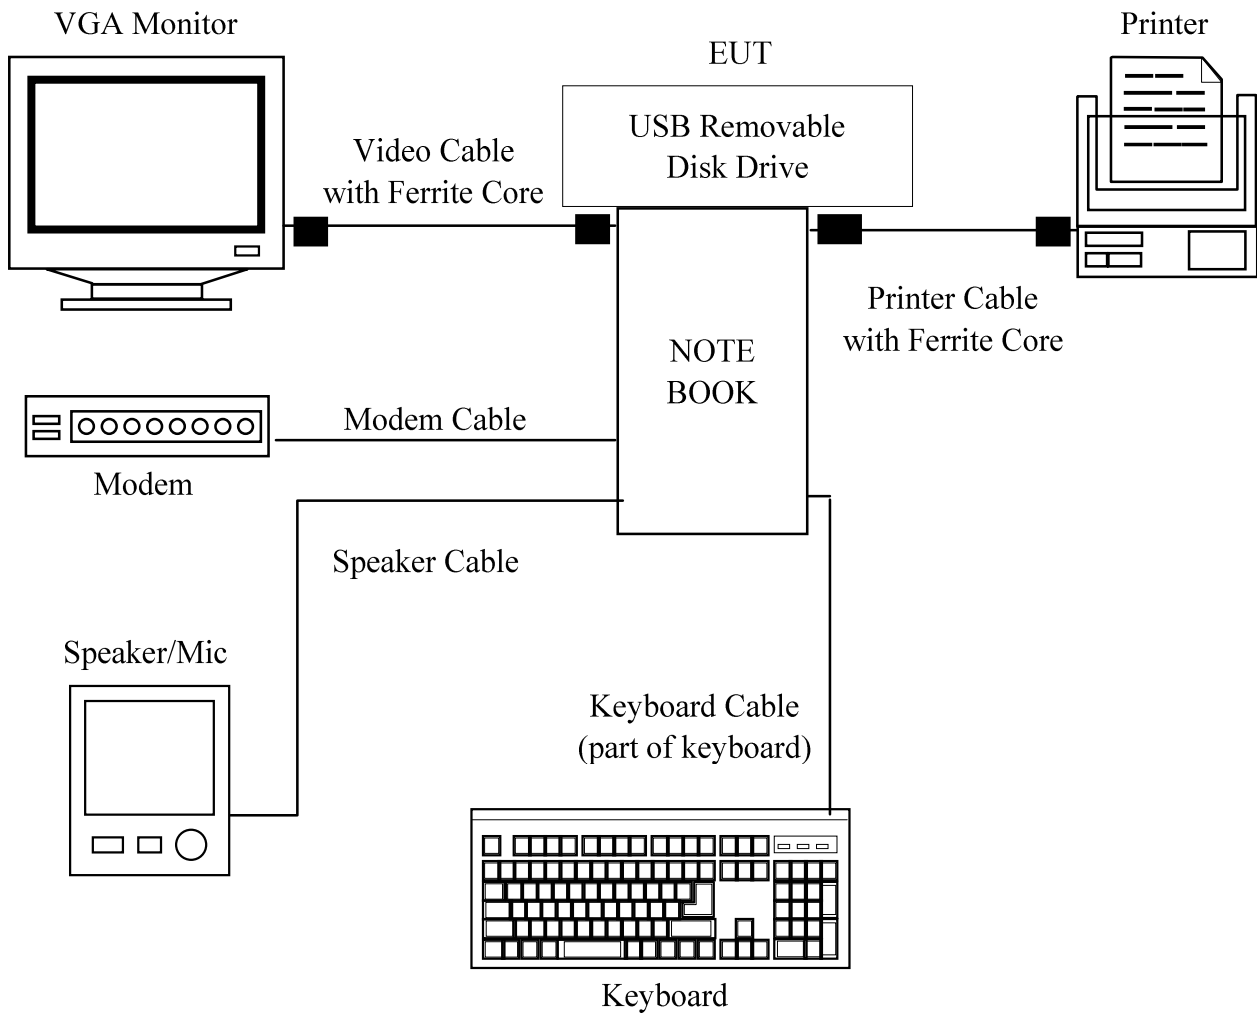 VGA Monitor
EUT
Printer
USB Removable
Disk Drive
Video Cable
with Ferrite Core
Printer Cable
with Ferrite Core
NOTE
BOOK
Modem Cable
Modem
Speaker Cable
Speaker/Mic
Keyboard Cable
(part of keyboard)
Keyboard